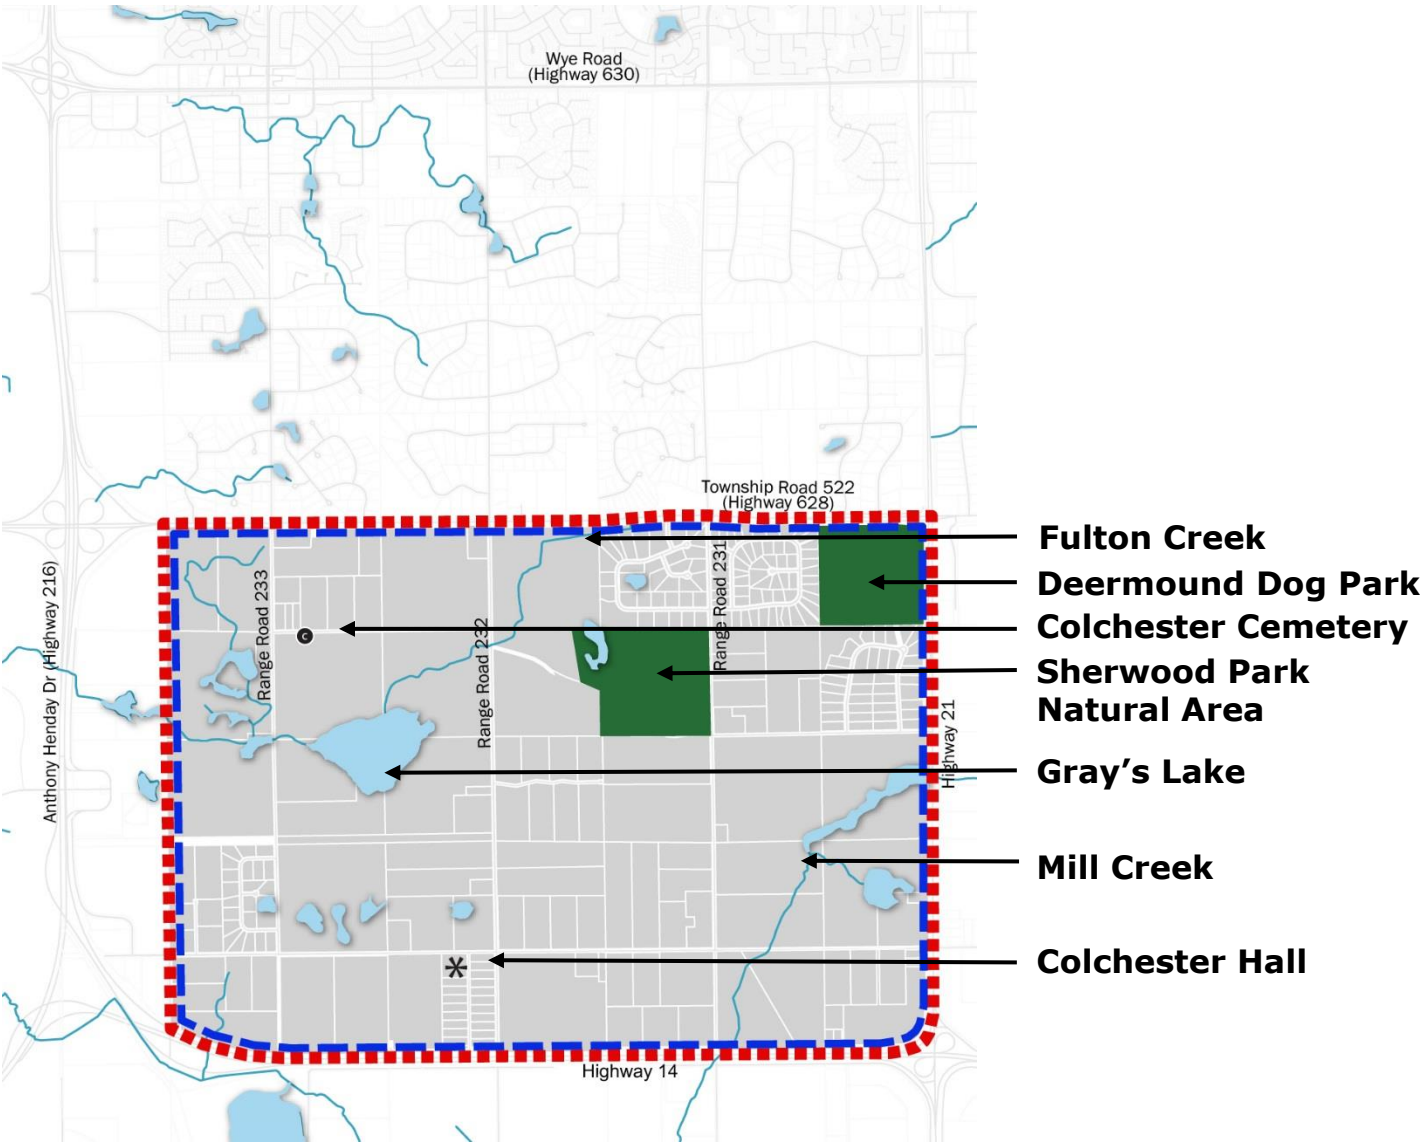 Wye Road
(Highway 630)
Township Road 522
(Highway 628)
Fulton Creek
Deermound Dog Park
Colchester Cemetery
Sherwood Park
Natural Area
Gray’s Lake
Mill Creek
Colchester Hall
Anthony Henday Dr (Highway 216)
Range Road 233
Range Road 232
Range Road 231
Highway 21
C
Highway 14